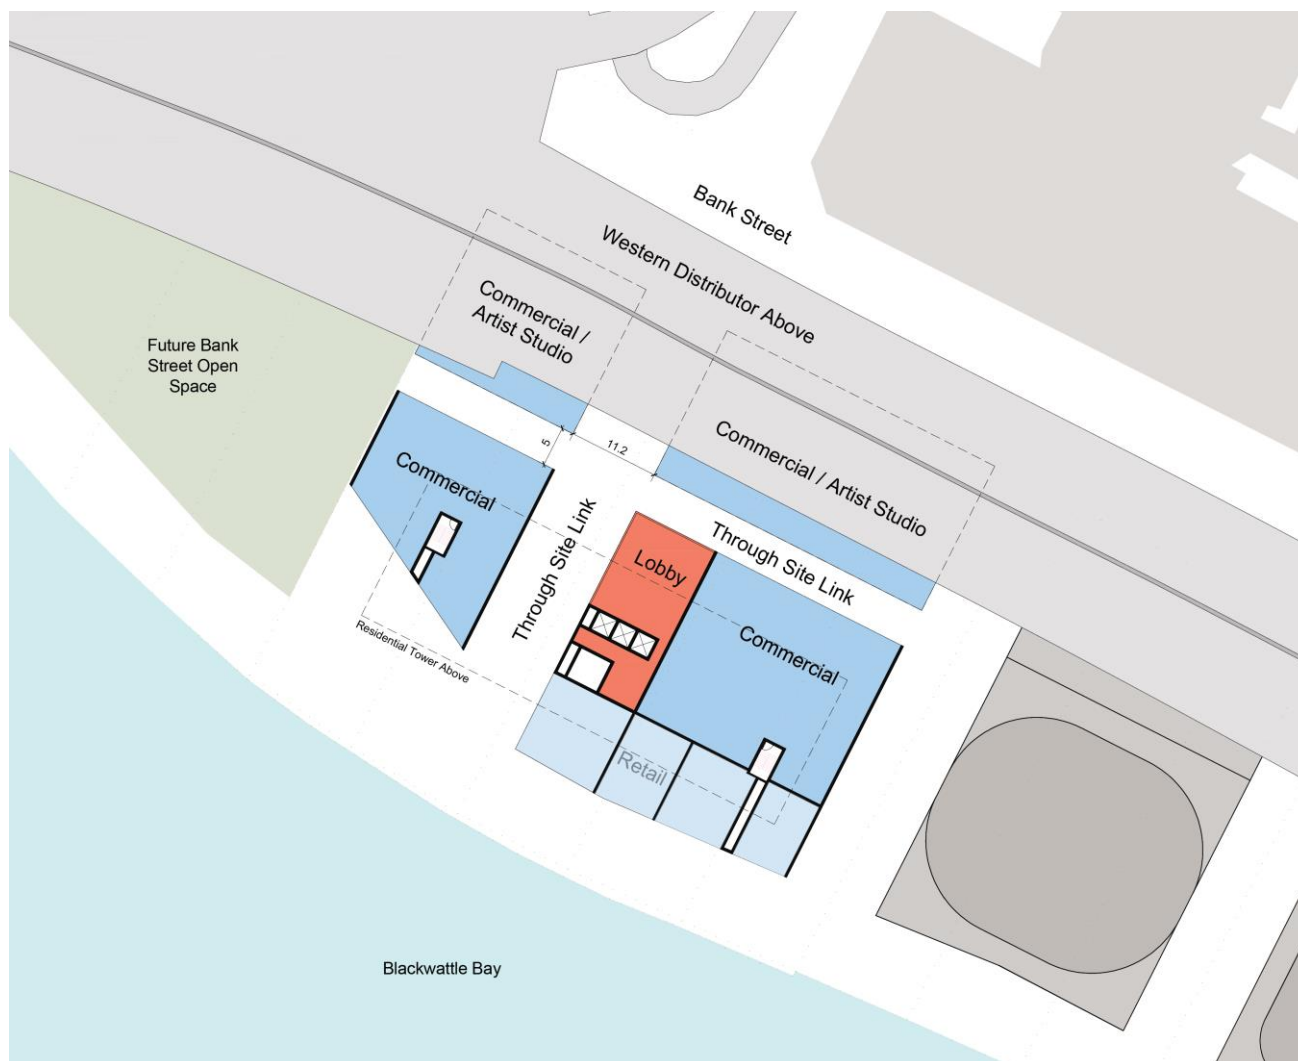 Bank Street
Western Distributor Above
Commercial /
Artist Studio
Future Bank
Street Open
Space
Commercial / Artist Studio
5
11.2
Commercial
Through Site Link
Through Site Link
Lobby
Commercial
Residential Tower Above
Retail
Blackwattle Bay